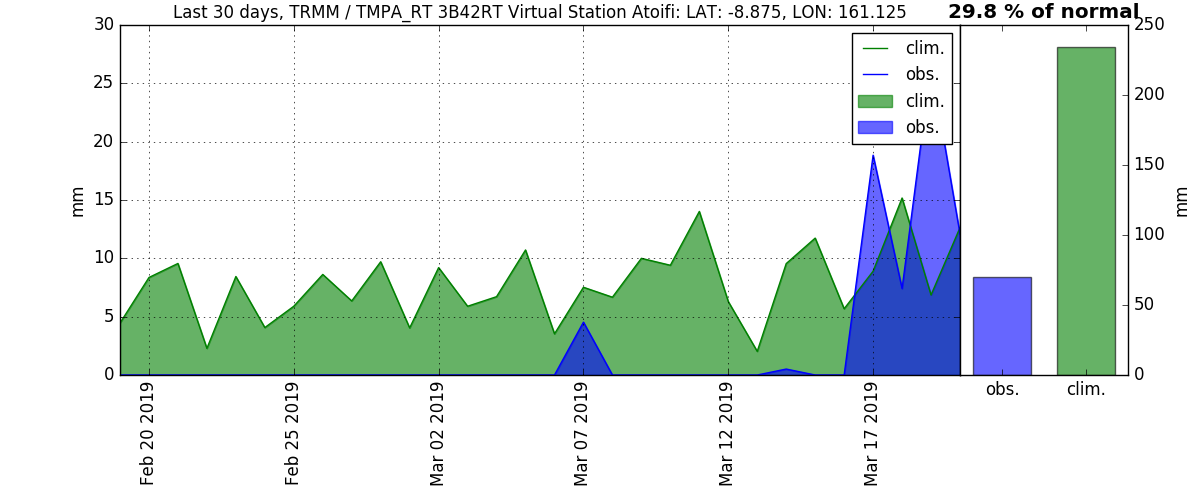 Last 30 days, TRMM / TMPA_RT 3B42RT Virtual Station Atoifi: LAT: -8.875, LON: 161.125
29.8 % of normal
30
25
20
15
10
5
0
mm
clim.
obs.
clim.
obs.
250
200
150
100
50
0
mm
Feb 20 2019
Feb 25 2019
Mar 02 2019
Mar 07 2019
Mar 12 2019
Mar 17 2019
obs.
clim.